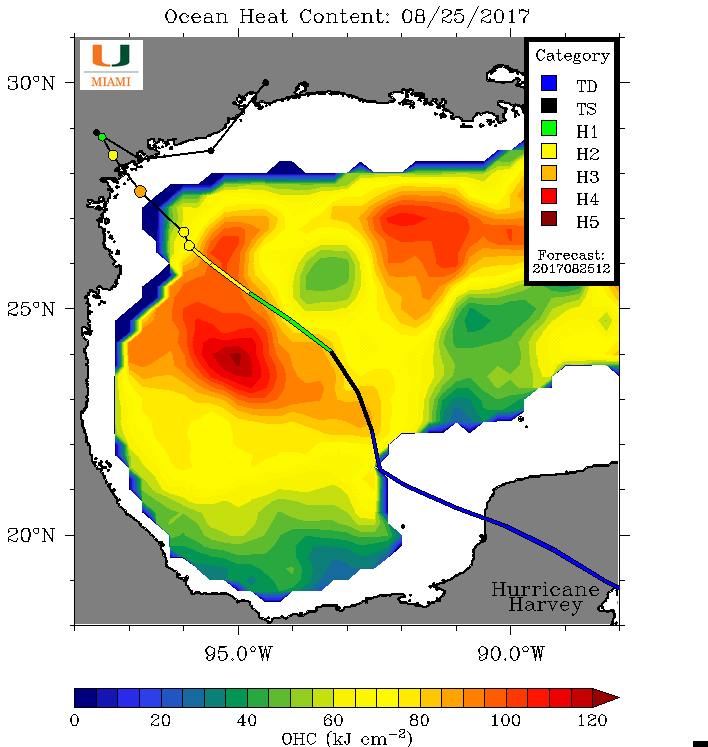 Ocean Heat Content: 08/25/2017
U
MIAMI
Category
TD
TS
H1
H2
H3
H4
H5
Forecast:
2017082512
30°N
25°N
20°N
Hurricane
Harvey
95.0°W 90.0°W
0 20 40 60 80 100 120
OHC (kJ cm⁻²)